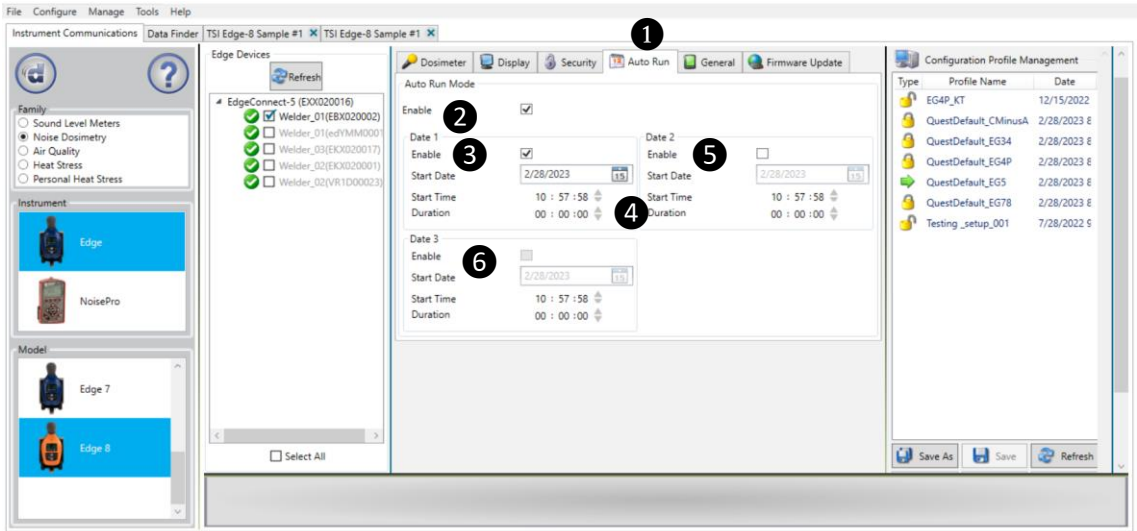 File Configure Manage Tools Help
Instrument Communications Data Finder TSI Edge-8 Sample #1 TSI Edge-8 Sample #1
d ?
Family
Sound Level Meters
Noise Dosimetry
Air Quality
Heat Stress
Personal Heat Stress
Instrument
Edge
NoisePro
Model
Edge 7
Edge 8
Edge Devices
Refresh
EdgeConnect-5 (EXX020016)
Welder_01(EBX020002)
Welder_01(edYMM0001
Welder_03(EKX020017)
Welder_02(EKX020001)
Welder_02(VR1D00023)
Select All
1
Dosimeter Display Security Auto Run General Firmware Update
Auto Run Mode
Enable 2
Date 1
Enable 3
Start Date 2/28/2023 15
Start Time 10 : 57 :58
Duration 00 : 00 :00 4
Date 2
Enable 5
Start Date 2/28/2023 15
Start Time 10 : 57 :58
Duration 00 : 00 :00
Date 3
Enable 6
Start Date 2/28/2023 15
Start Time 10 : 57 :58
Duration 00 : 00 :00
Configuration Profile Management
Type Profile Name Date
EG4P_KT 12/15/2022
QuestDefault_CMinusA 2/28/2023 8
QuestDefault_EG34 2/28/2023 8
QuestDefault_EG4P 2/28/2023 8
QuestDefault_EG5 2/28/2023 8
QuestDefault_EG78 2/28/2023 8
Testing _setup_001 7/28/2022 9
Save As Save Refresh